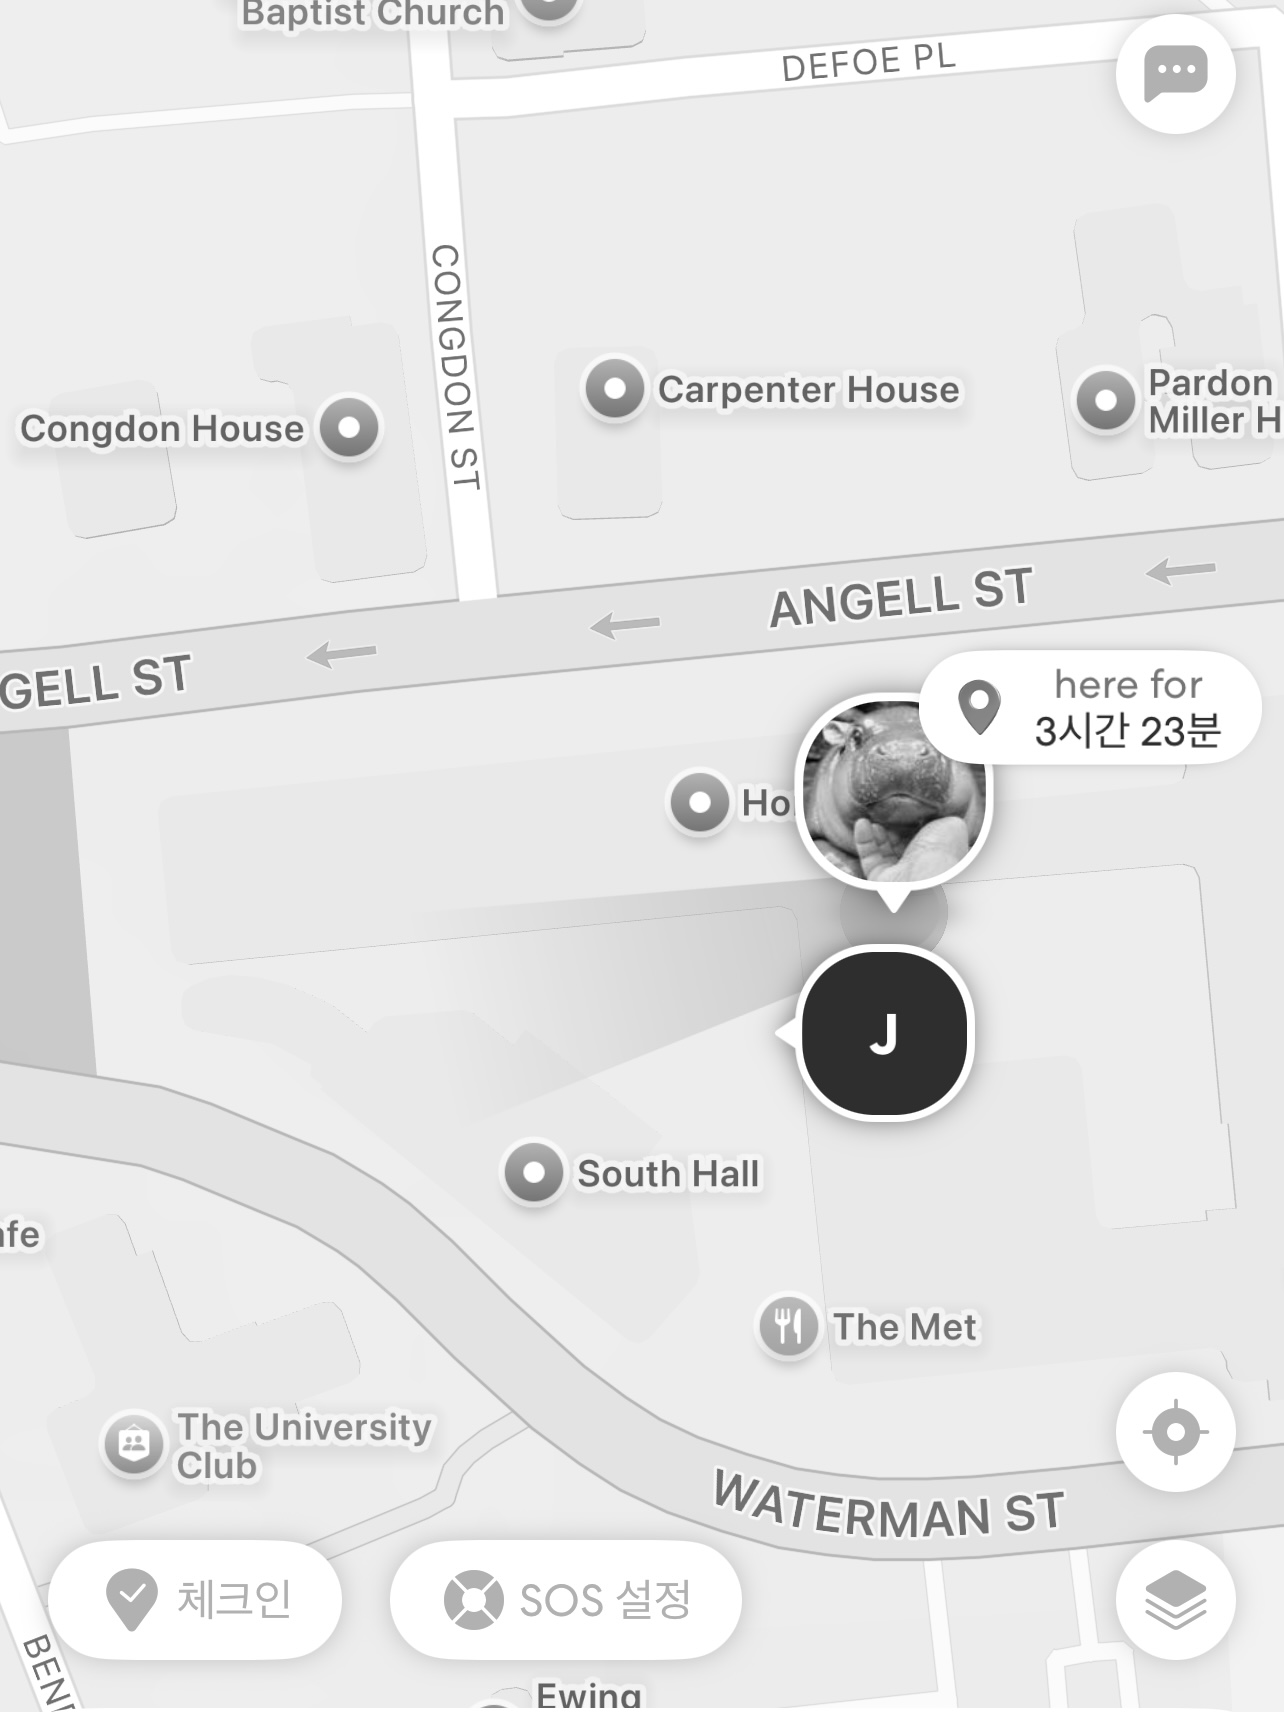 Baptist Church
DEFOE PL
CONGDON ST
Congdon House
Carpenter House
Pardon
Miller H
ANGELL ST
GELL ST
here for
3시간 23분
Ho
J
South Hall
afe
The Met
The University
Club
WATERMAN ST
체크인
SOS 설정
BENE
Ewing